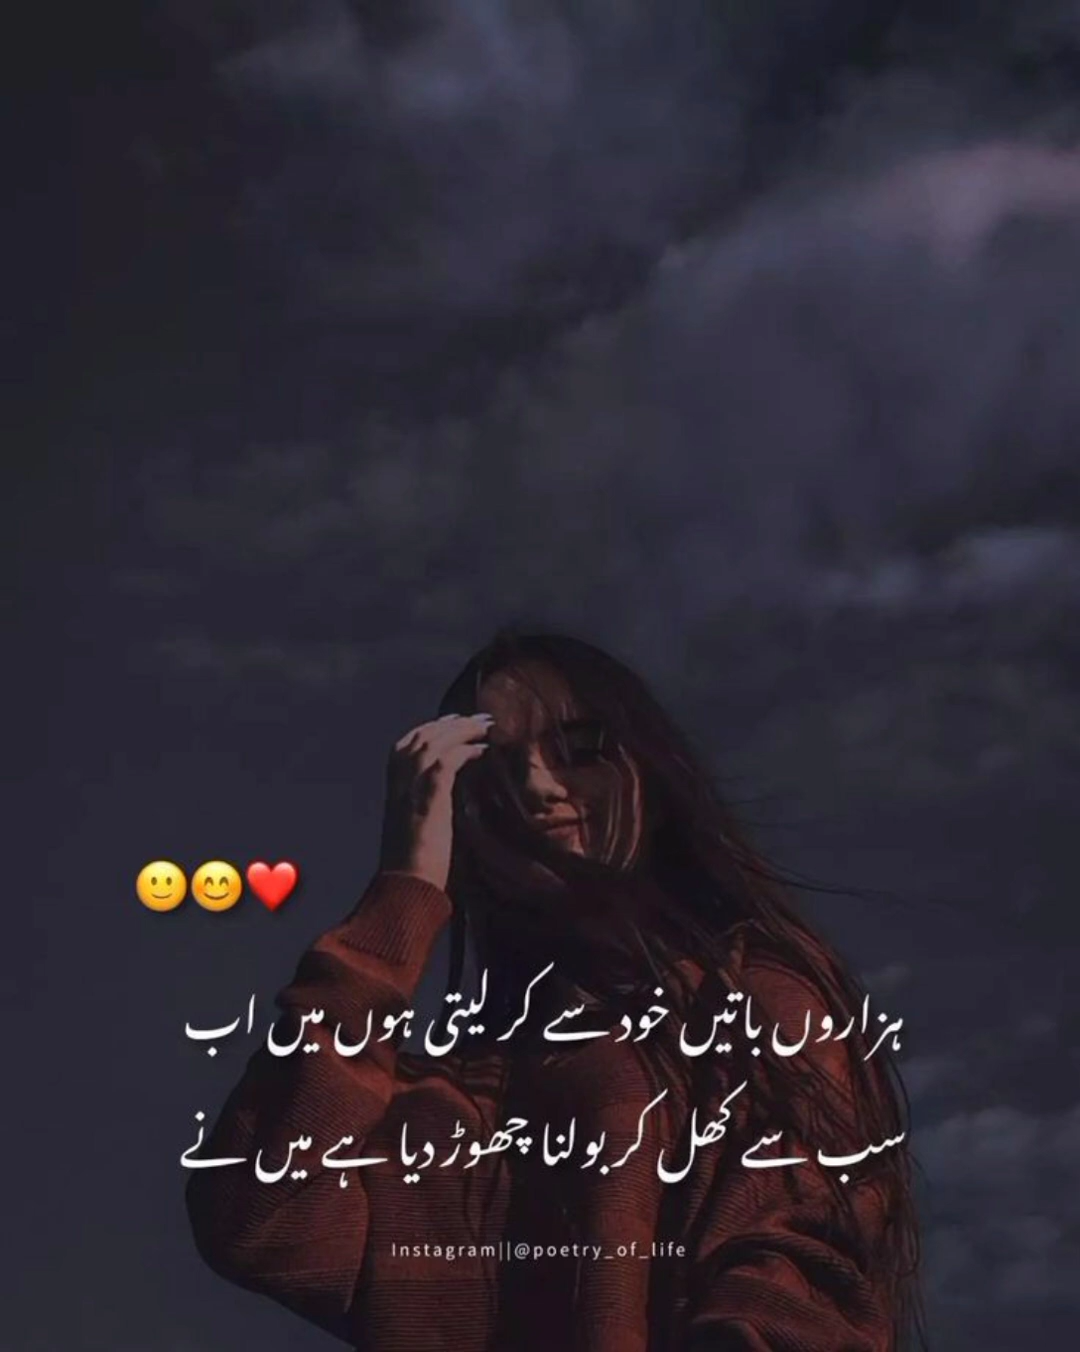 🙂😊❤️
ہزاروں باتیں خود سے کر لیتی ہوں میں اب
سب سے کھل کر بولنا چھوڑ دیا ہے میں نے
Instagram||@poetry_of_life